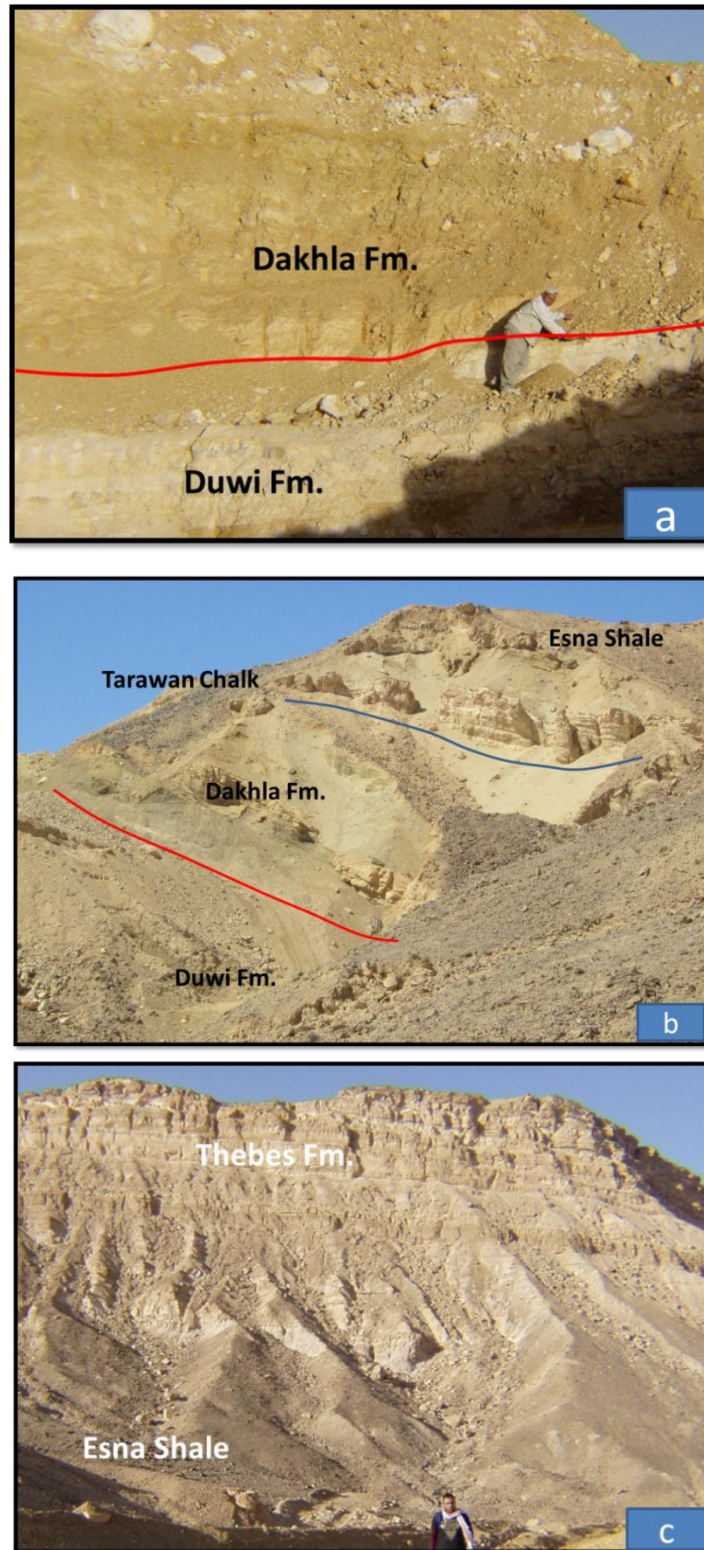 Dakhla Fm.
Duwi Fm.
a
Esna Shale
Tarawan Chalk
Dakhla Fm.
Duwi Fm.
b
Thebes Fm.
Esna Shale
c